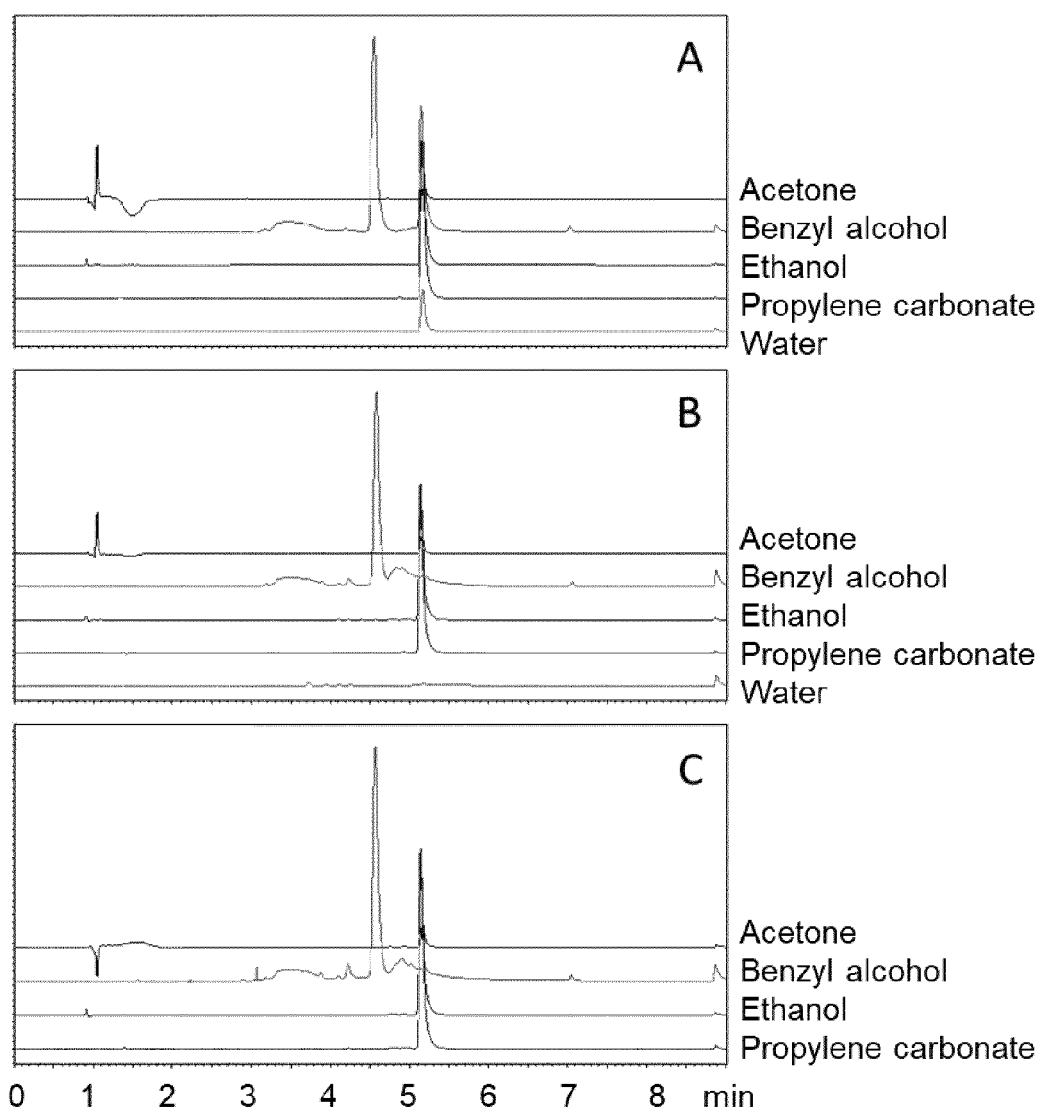 A
Acetone
Benzyl alcohol
Ethanol
Propylene carbonate
Water
B
Acetone
Benzyl alcohol
Ethanol
Propylene carbonate
Water
C
Acetone
Benzyl alcohol
Ethanol
Propylene carbonate
0 1 2 3 4 5 6 7 8 min